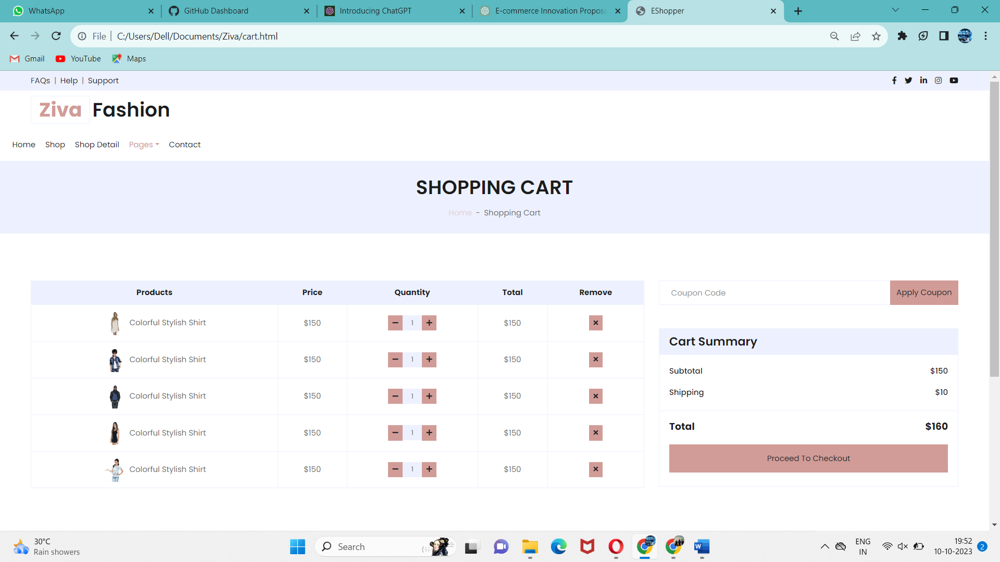 WhatsApp
GitHub Dashboard
Introducing ChatGPT
E-commerce Innovation Proposa
EShopper
File | C:/Users/Dell/Documents/Ziva/cart.html
Gmail YouTube Maps
FAQs | Help | Support
Ziva Fashion
Home Shop Shop Detail Pages Contact
SHOPPING CART
Home - Shopping Cart
Products Price Quantity Total Remove
Colorful Stylish Shirt $150 1 $150
Colorful Stylish Shirt $150 1 $150
Colorful Stylish Shirt $150 1 $150
Colorful Stylish Shirt $150 1 $150
Colorful Stylish Shirt $150 1 $150
Coupon Code Apply Coupon
Cart Summary
Subtotal $150
Shipping $10
Total $160
Proceed To Checkout
30°C
Rain showers
Search
ENG
IN
19:52
10-10-2023
2